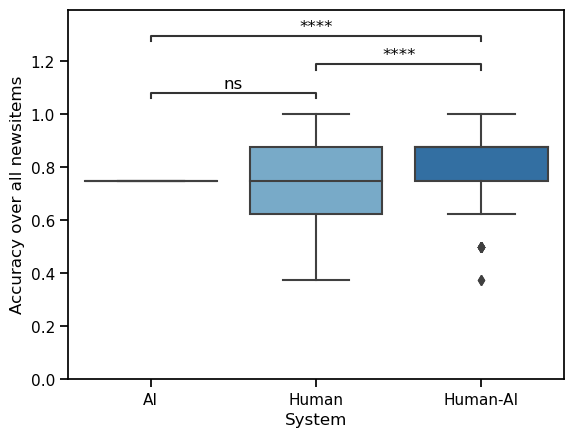 ****
****
ns
1.2
1.0
0.8
0.6
0.4
0.2
0.0
Accuracy over all newsitems
AI
Human
Human-AI
System